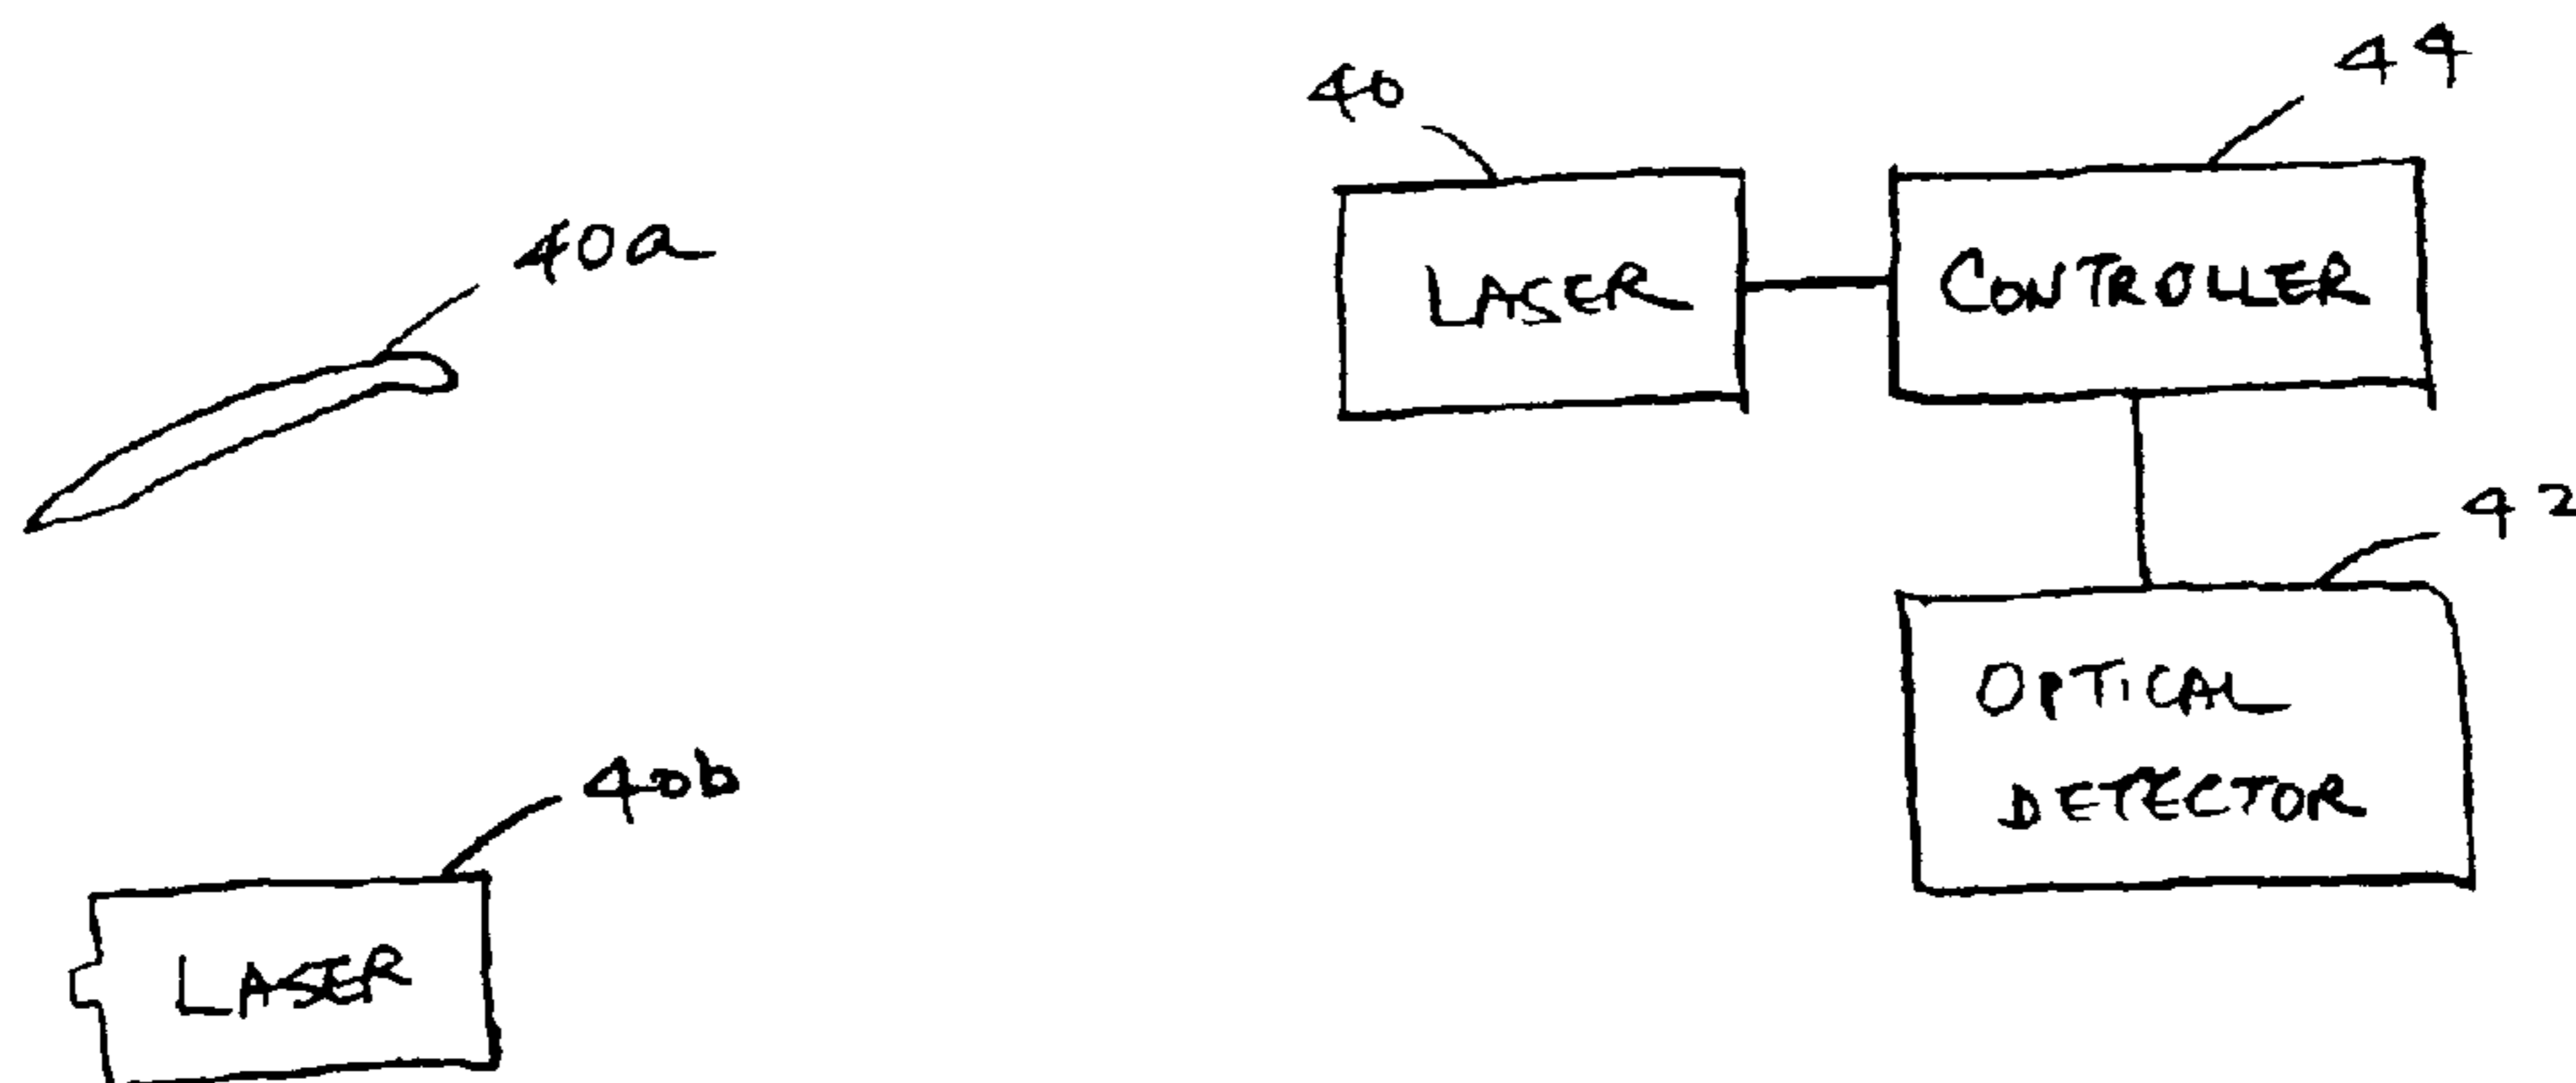 40
44
40a
LASER
CONTROLLER
42
OPTICAL
DETECTOR
40b
LASER